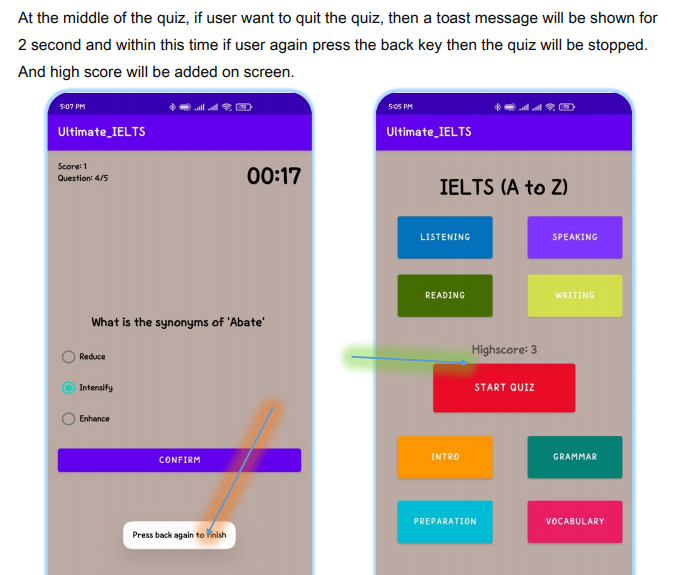 At the middle of the quiz, if user want to quit the quiz, then a toast message will be shown for
2 second and within this time if user again press the back key then the quiz will be stopped.
And high score will be added on screen.
5:07 PM
Ultimate_IELTS
Score: 1
Question: 4/5
00:17
What is the synonyms of 'Abate'
Reduce
Intensify
Enhance
CONFIRM
Press back again to finish
5:05 PM
Ultimate_IELTS
IELTS (A to Z)
LISTENING
SPEAKING
READING
WRITING
Highscore: 3
START QUIZ
INTRO
GRAMMAR
PREPARATION
VOCABULARY